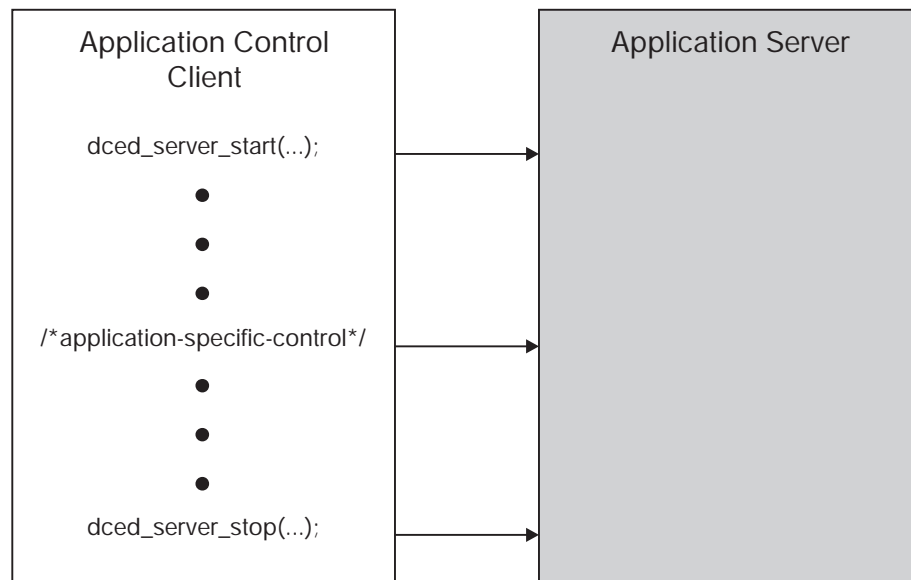 Application Control
Client
dced_server_start(...);
/*application-specific-control*/
dced_server_stop(...);
Application Server